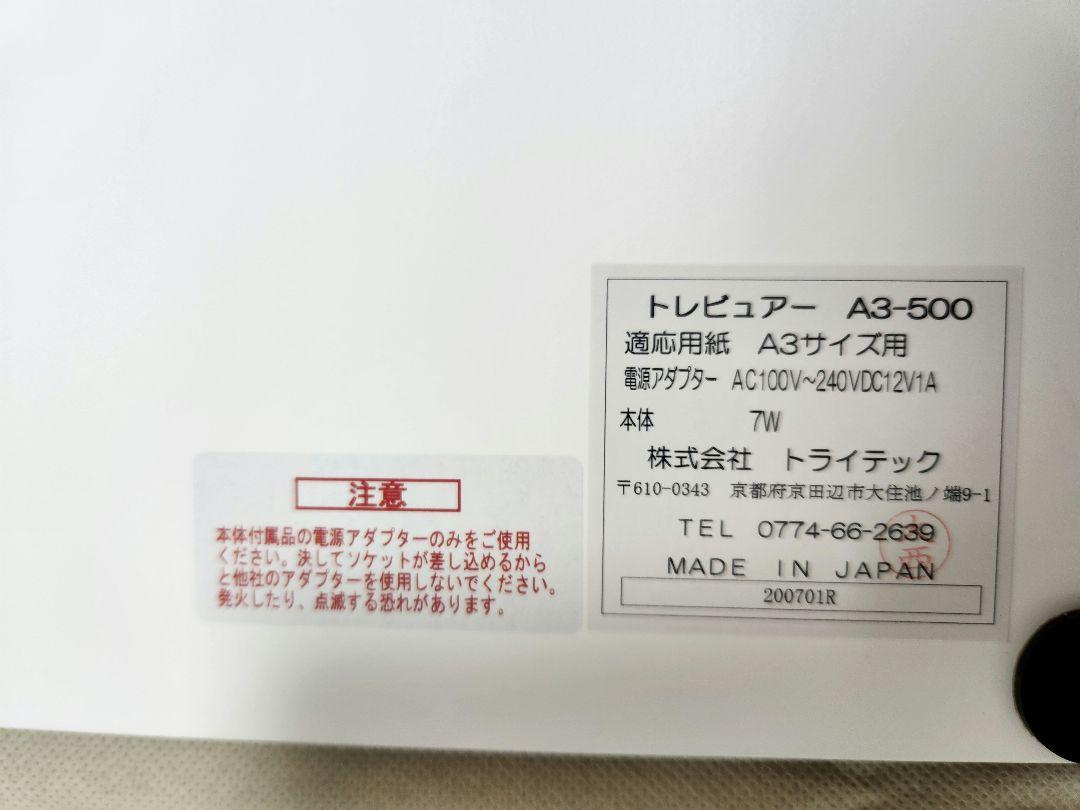 トレビュアー A3-500
適応用紙 A3サイズ用
電源アダプター AC100V~240VDC12V1A
本体 7W
株式会社 トライテック
〒610-0343 京都府京田辺市大住池ノ端9-1
TEL 0774-66-2639
MADE IN JAPAN
200701R
注意
本体付属品の電源アダプターのみをご使用
ください。決してソケットが差し込めるから
と他社のアダプターを使用しないでください。
発火したり、点滅する恐れがあります。